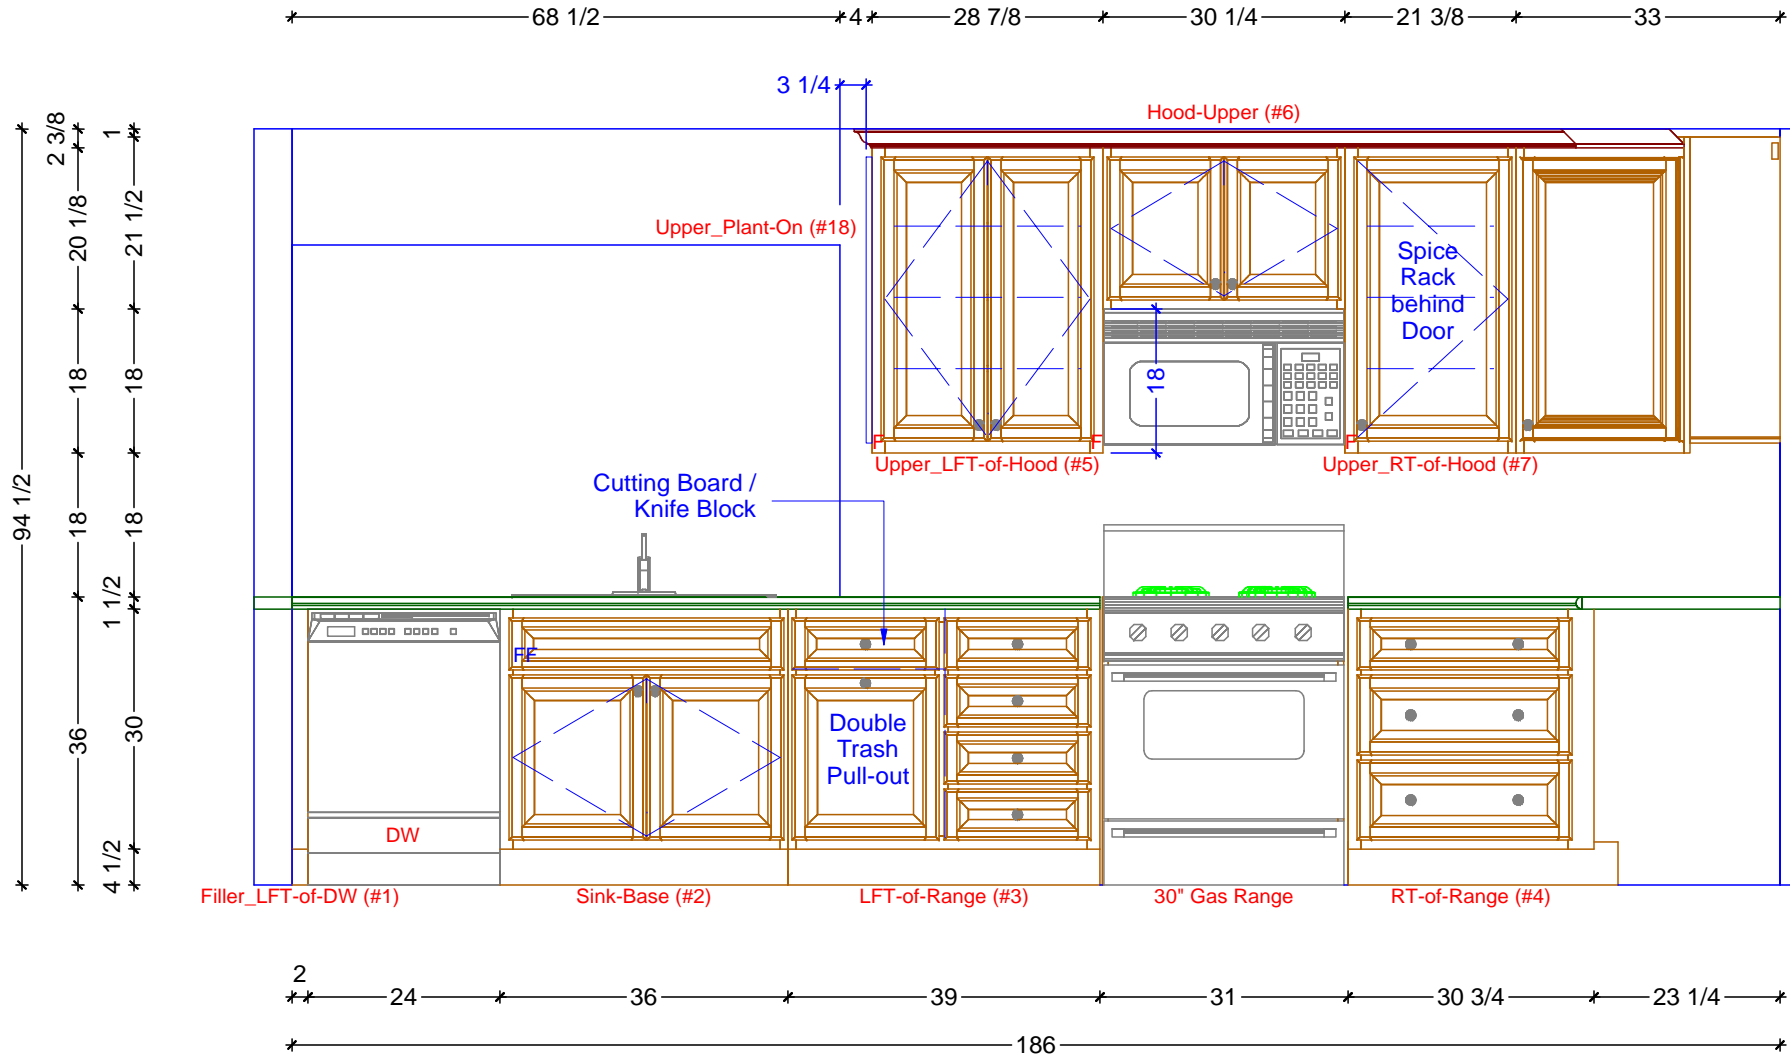 68 1/2
4
28 7/8
30 1/4
21 3/8
33
3 1/4
Hood-Upper (#6)
2 3/8
1
20 1/8
21 1/2
Upper_Plant-On (#18)
Spice
Rack
behind
Door
18
18
18
F
F
F
Upper_LFT-of-Hood (#5)
Upper_RT-of-Hood (#7)
Cutting Board /
Knife Block
94 1/2
18
18
1 1/2
FF
36
30
Double
Trash
Pull-out
DW
4 1/2
Filler_LFT-of-DW (#1)
Sink-Base (#2)
LFT-of-Range (#3)
30" Gas Range
RT-of-Range (#4)
2
24
36
39
31
30 3/4
23 1/4
186